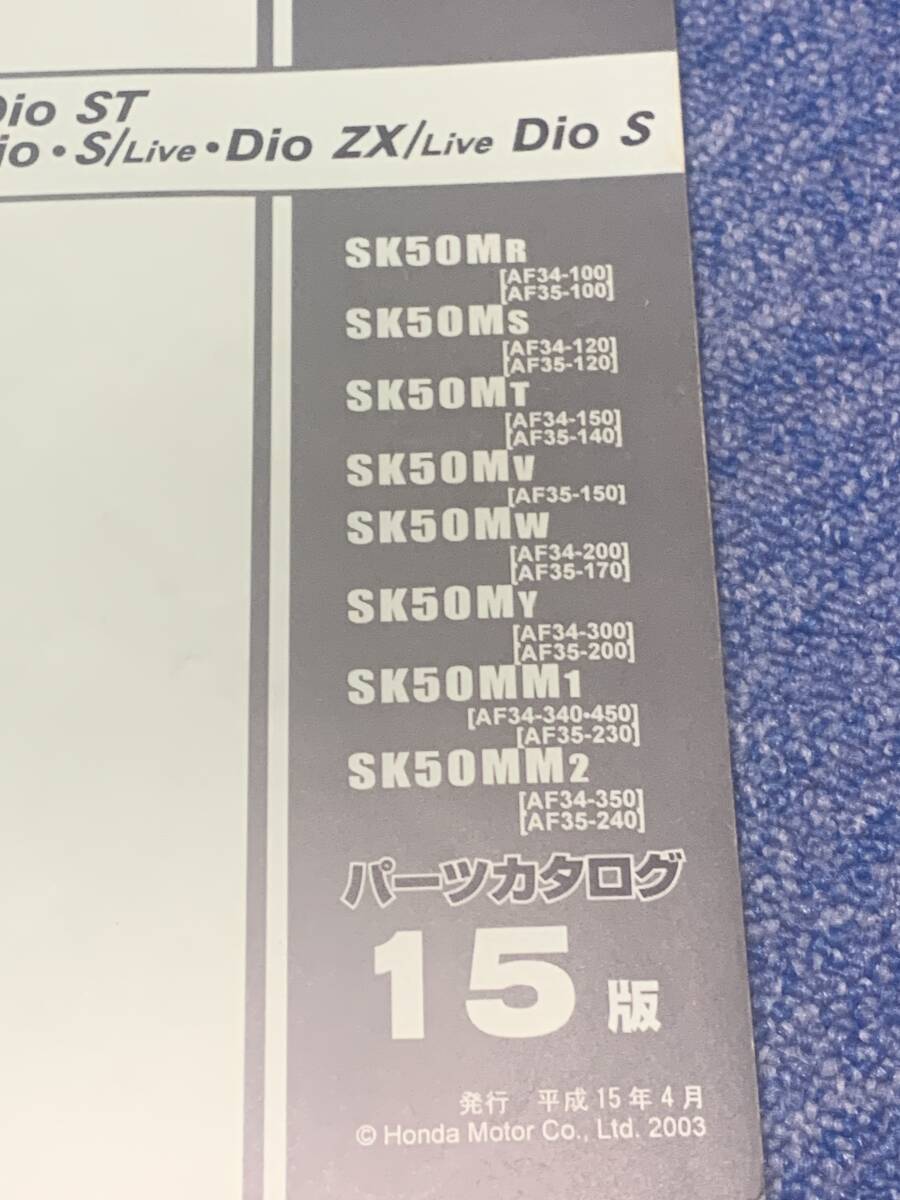 Dio ST
io・S/Live・Dio ZX/Live Dio S
SK50MR
[AF34-100]
[AF35-100]
SK50MS
[AF34-120]
[AF35-120]
SK50MT
[AF34-150]
[AF35-140]
SK50MV
[AF35-150]
SK50MW
[AF34-200]
[AF35-170]
SK50MY
[AF34-300]
[AF35-200]
SK50MM1
[AF34-340・450]
[AF35-230]
SK50MM2
[AF34-350]
[AF35-240]
パーツカタログ
15版
発行 平成15年4月
© Honda Motor Co., Ltd. 2003